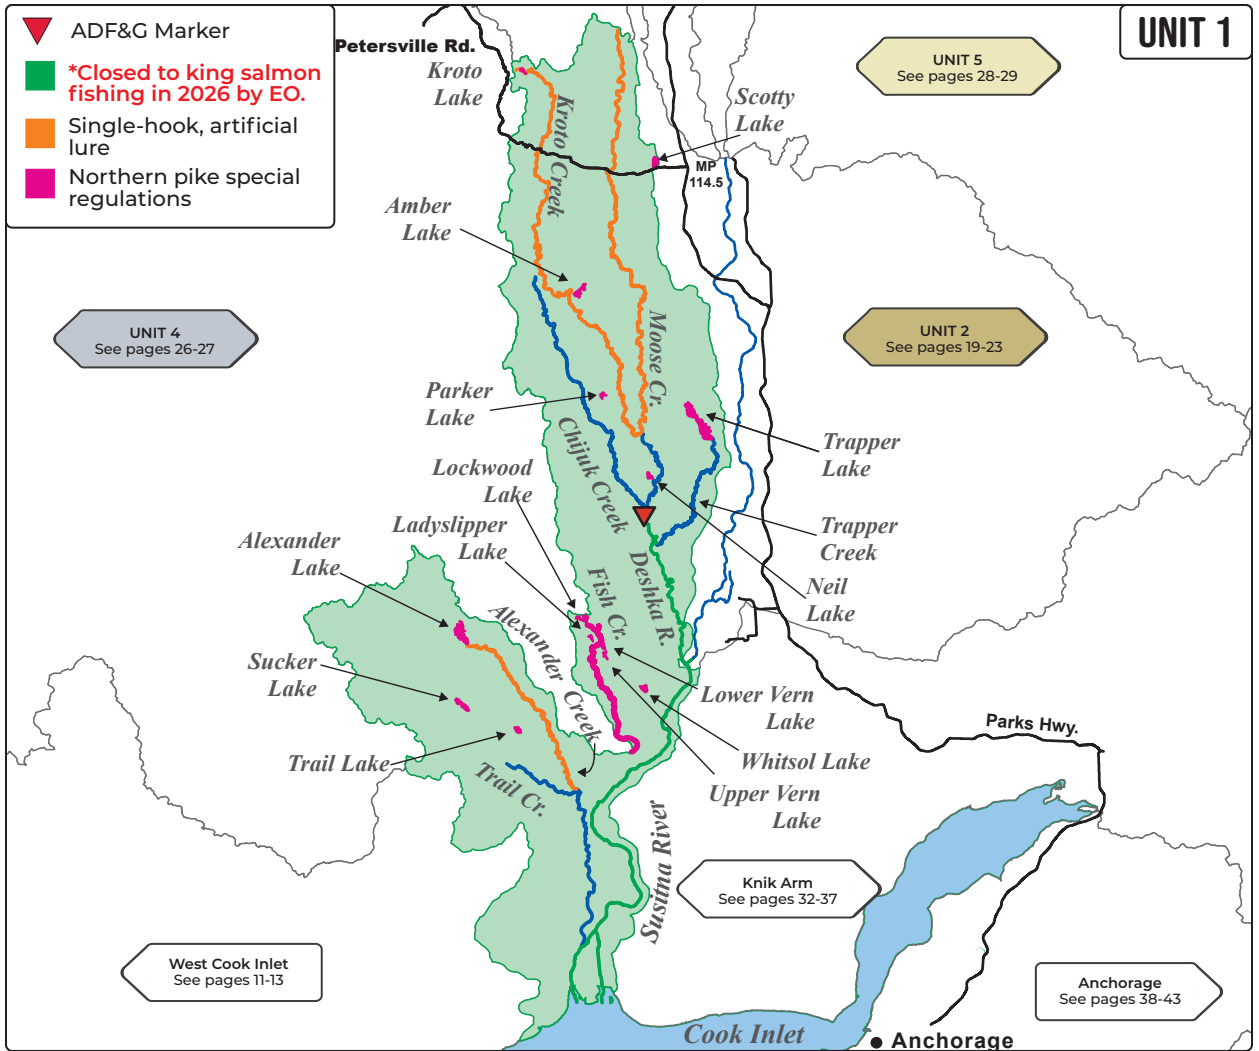 UNIT 1
ADF&G Marker
*Closed to king salmon
fishing in 2026 by EO.
Single-hook, artificial
lure
Northern pike special
regulations
Petersville Rd.
Kroto
Lake
Kroto Creek
Scotty
Lake
MP
114.5
UNIT 5
See pages 28-29
Amber
Lake
UNIT 4
See pages 26-27
Moose Cr.
UNIT 2
See pages 19-23
Parker
Lake
Chijuk Creek
Trapper
Lake
Lockwood
Lake
Ladyslipper
Lake
Trapper
Creek
Alexander
Lake
Neil
Lake
Fish Cr.
Deshka R.
Alexander Creek
Sucker
Lake
Lower Vern
Lake
Trail Lake
Whitsol Lake
Upper Vern
Lake
Trail Cr.
Parks Hwy.
Susitna River
Knik Arm
See pages 32-37
West Cook Inlet
See pages 11-13
Anchorage
See pages 38-43
Cook Inlet
Anchorage